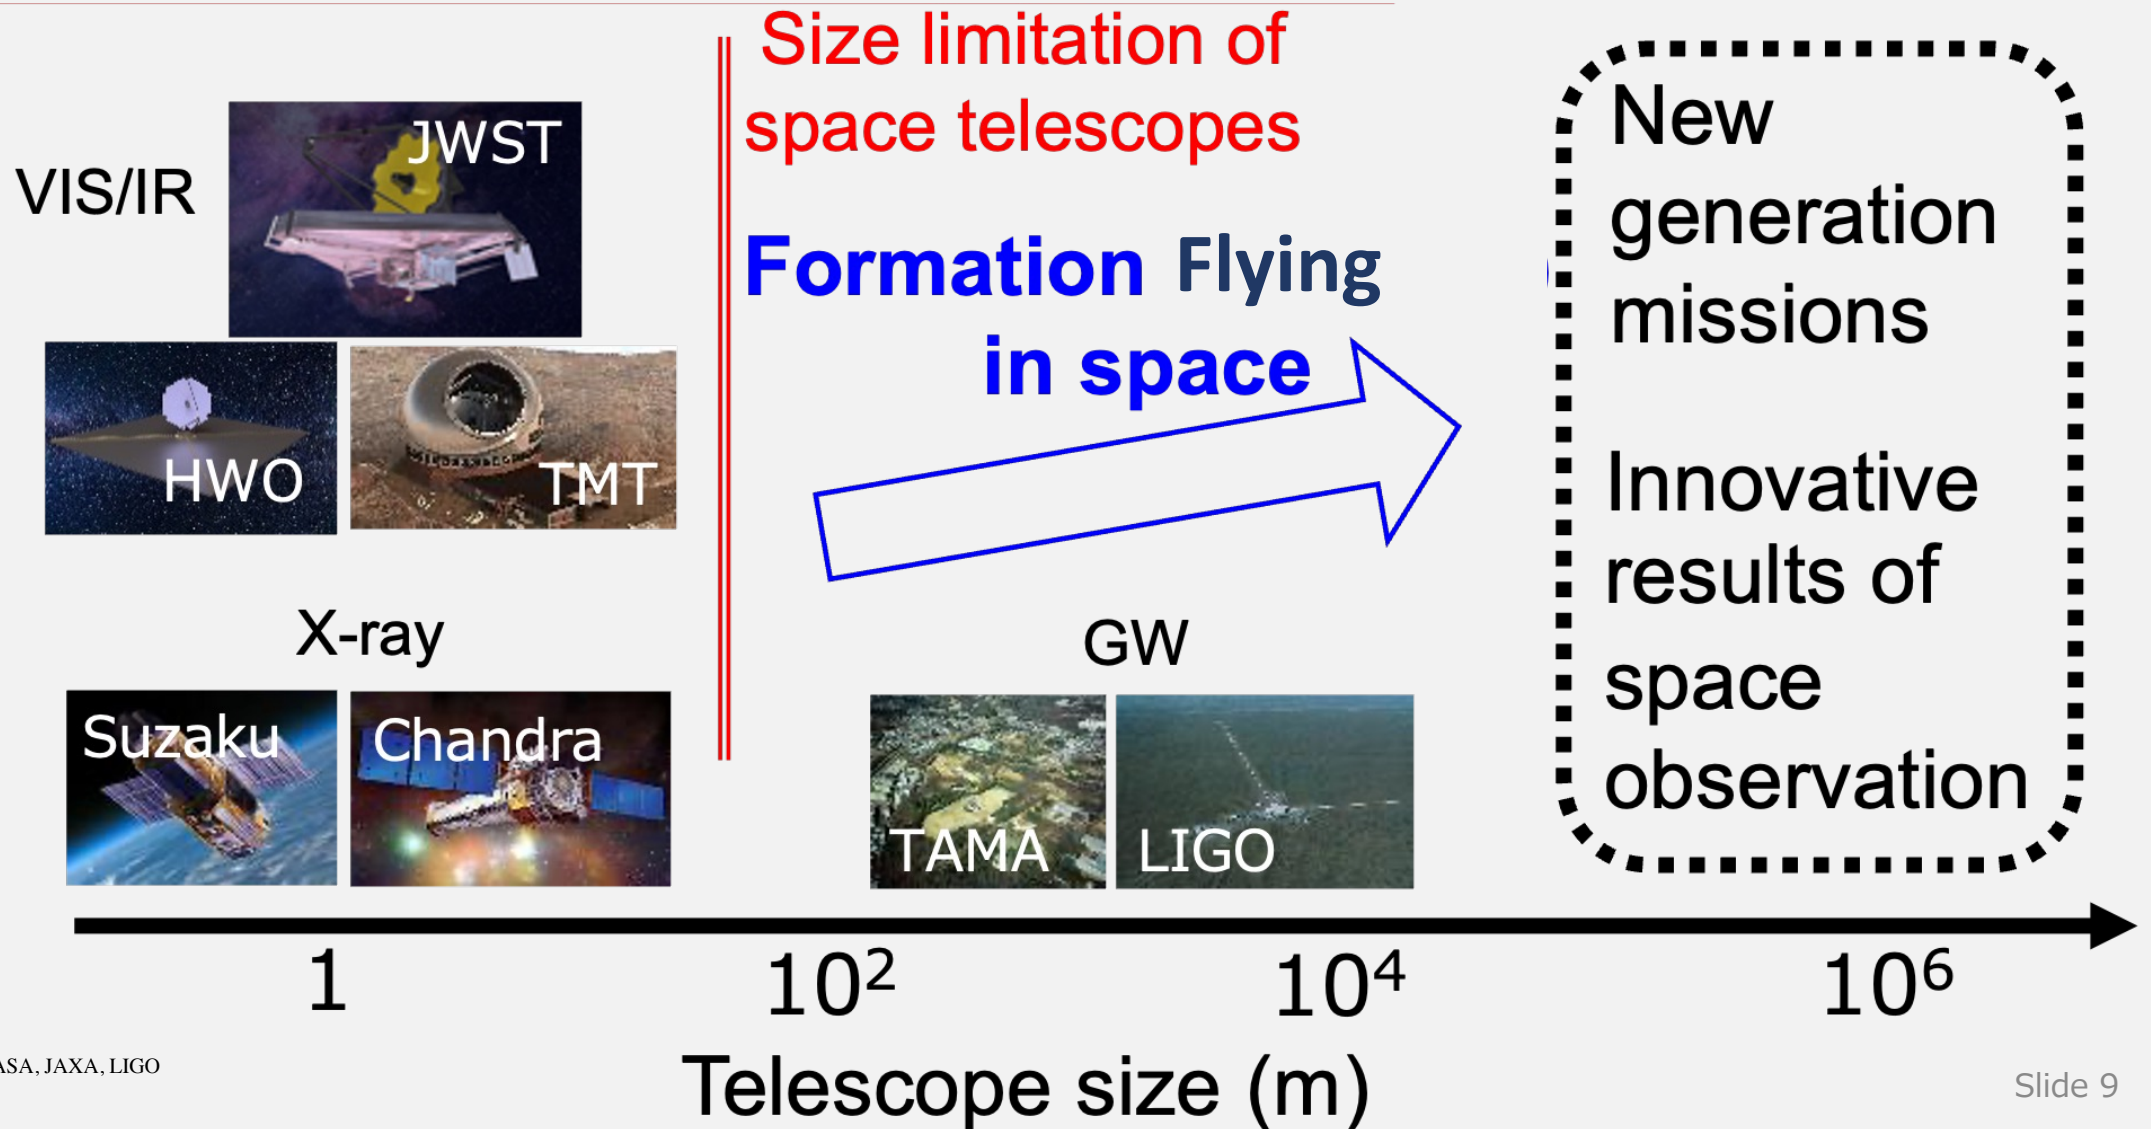 Size limitation of
space telescopes
VIS/IR
JWST
HWO
TMT
Formation Flying
in space
New
generation
missions
Innovative
results of
space
observation
X-ray
Suzaku
Chandra
GW
TAMA
LIGO
1
10²
10⁴
10⁶
Telescope size (m)
JAXA, LIGO
Slide 9